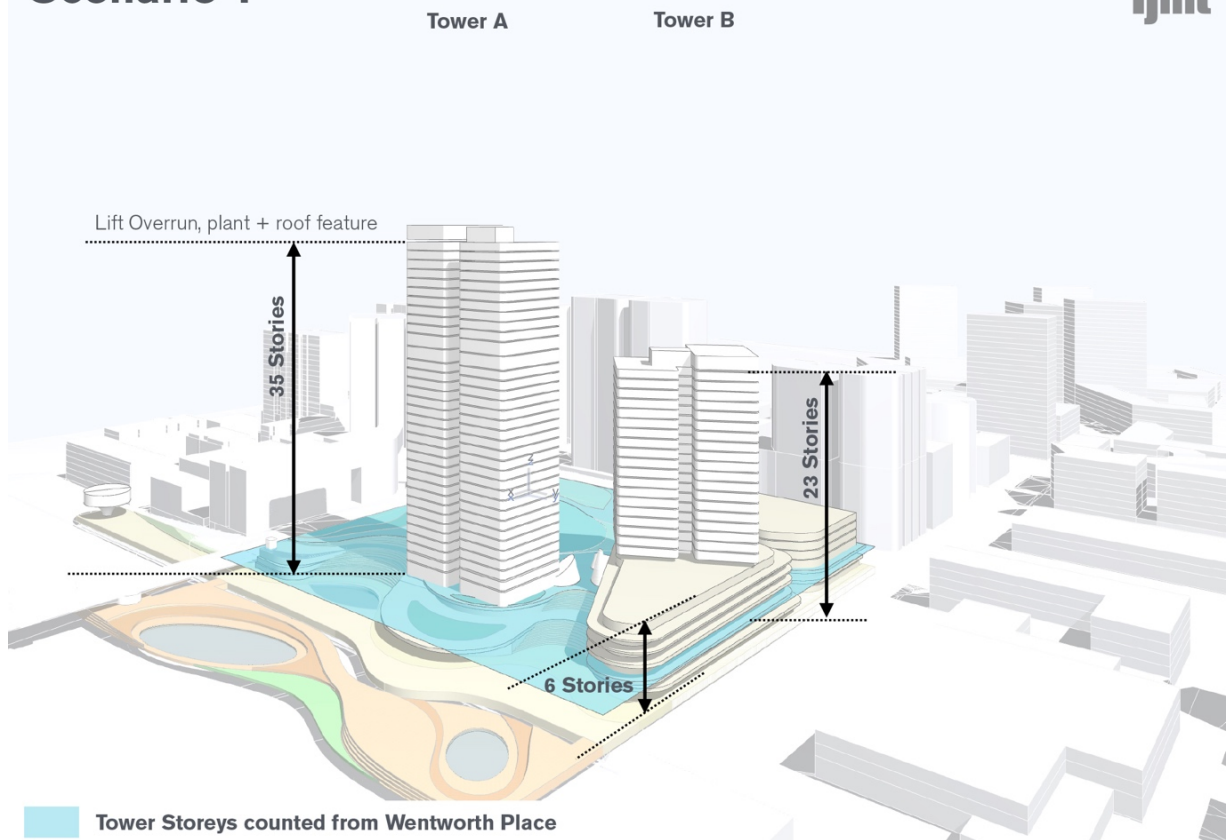 Tower A
Tower B
Lift Overrun, plant + roof feature
35 Stories
23 Stories
6 Stories
z
x
y
Tower Storeys counted from Wentworth Place